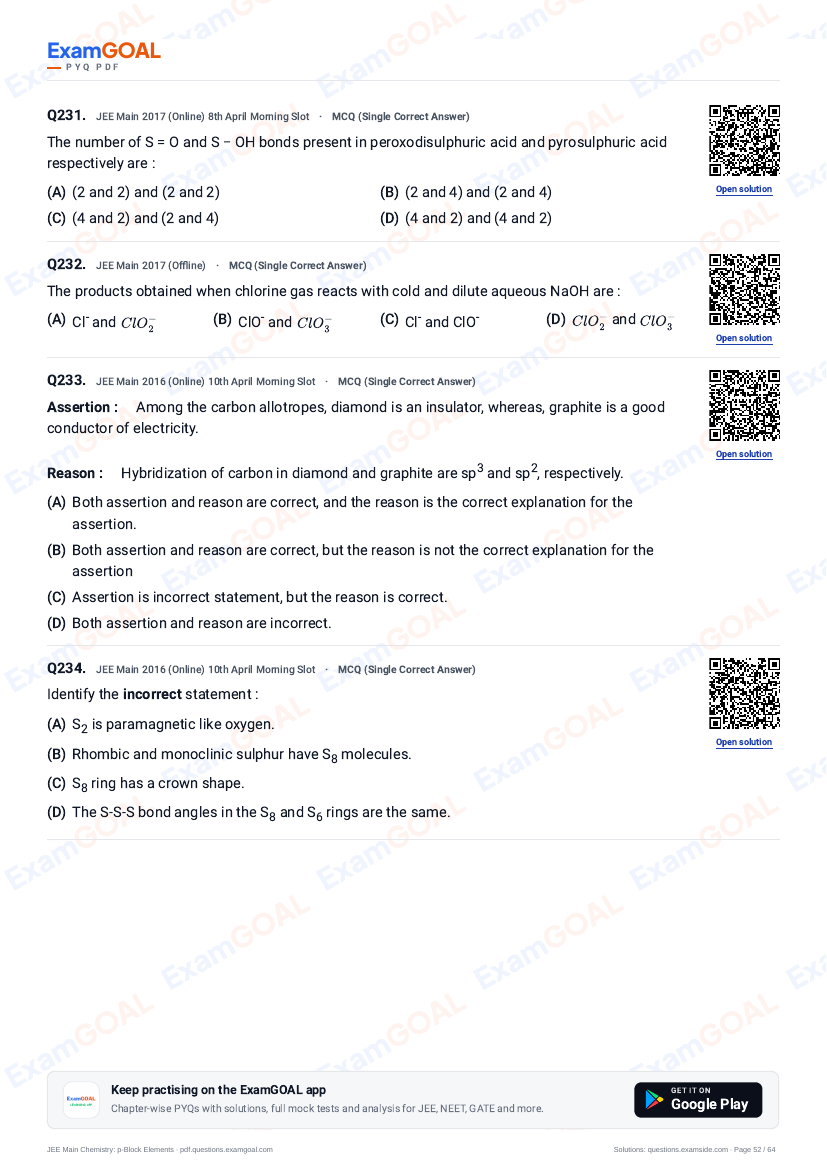 ExamGOAL
PYQ PDF
Q231. JEE Main 2017 (Online) 8th April Morning Slot · MCQ (Single Correct Answer)
The number of S = O and S − OH bonds present in peroxodisulphuric acid and pyrosulphuric acid
respectively are :
(A) (2 and 2) and (2 and 2)
(B) (2 and 4) and (2 and 4)
(C) (4 and 2) and (2 and 4)
(D) (4 and 2) and (4 and 2)
Open solution
Q232. JEE Main 2017 (Offline) · MCQ (Single Correct Answer)
The products obtained when chlorine gas reacts with cold and dilute aqueous NaOH are :
(A) Cl⁻ and ClO₂⁻ (B) ClO⁻ and ClO₃⁻ (C) Cl⁻ and ClO⁻ (D) ClO₂⁻ and ClO₃⁻
Open solution
Q233. JEE Main 2016 (Online) 10th April Morning Slot · MCQ (Single Correct Answer)
Assertion : Among the carbon allotropes, diamond is an insulator, whereas, graphite is a good
conductor of electricity.
Open solution
Reason : Hybridization of carbon in diamond and graphite are sp³ and sp², respectively.
(A) Both assertion and reason are correct, and the reason is the correct explanation for the
assertion.
(B) Both assertion and reason are correct, but the reason is not the correct explanation for the
assertion
(C) Assertion is incorrect statement, but the reason is correct.
(D) Both assertion and reason are incorrect.
Q234. JEE Main 2016 (Online) 10th April Morning Slot · MCQ (Single Correct Answer)
Identify the incorrect statement :
(A) S₂ is paramagnetic like oxygen.
(B) Rhombic and monoclinic sulphur have S₈ molecules.
(C) S₈ ring has a crown shape.
(D) The S-S-S bond angles in the S₈ and S₆ rings are the same.
Open solution
ExamGOAL
Keep practising on the ExamGOAL app
Chapter-wise PYQs with solutions, full mock tests and analysis for JEE, NEET, GATE and more.
GET IT ON
Google Play
JEE Main Chemistry: p-Block Elements · pdf.questions.examgoal.com
Solutions: questions.examside.com · Page 52 / 64